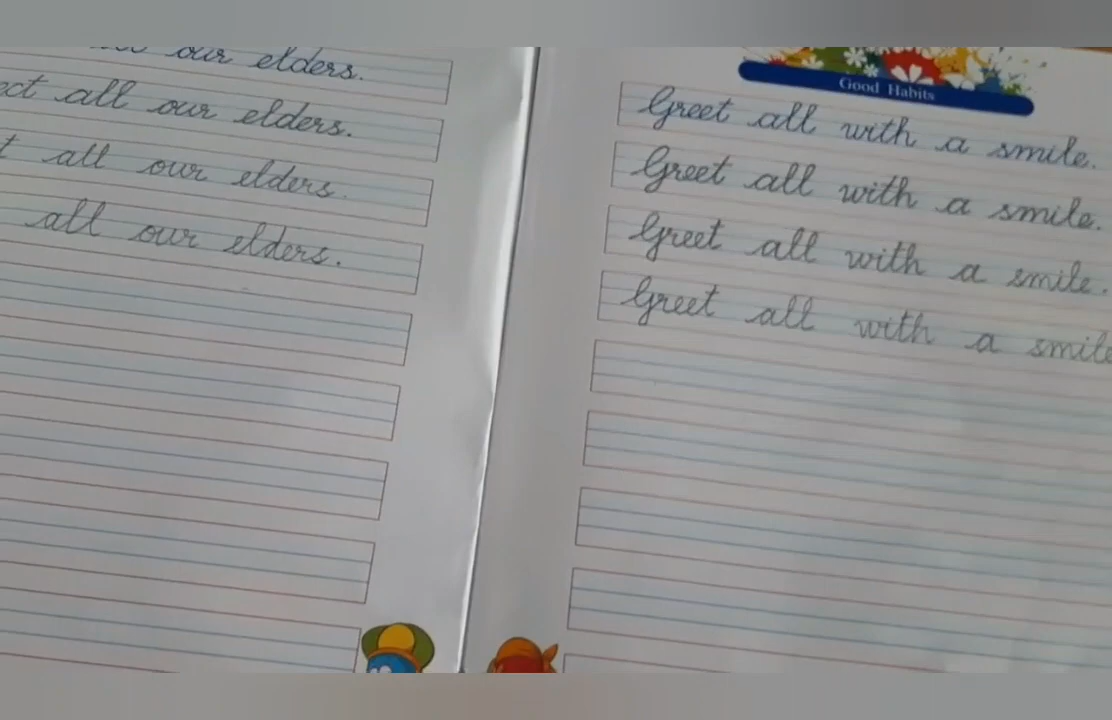 our elders.
all our elders.
all our elders.
all our elders.
Good Habits
Greet all with a smile.
Greet all with a smile.
Greet all with a smile.
Greet all with a smile